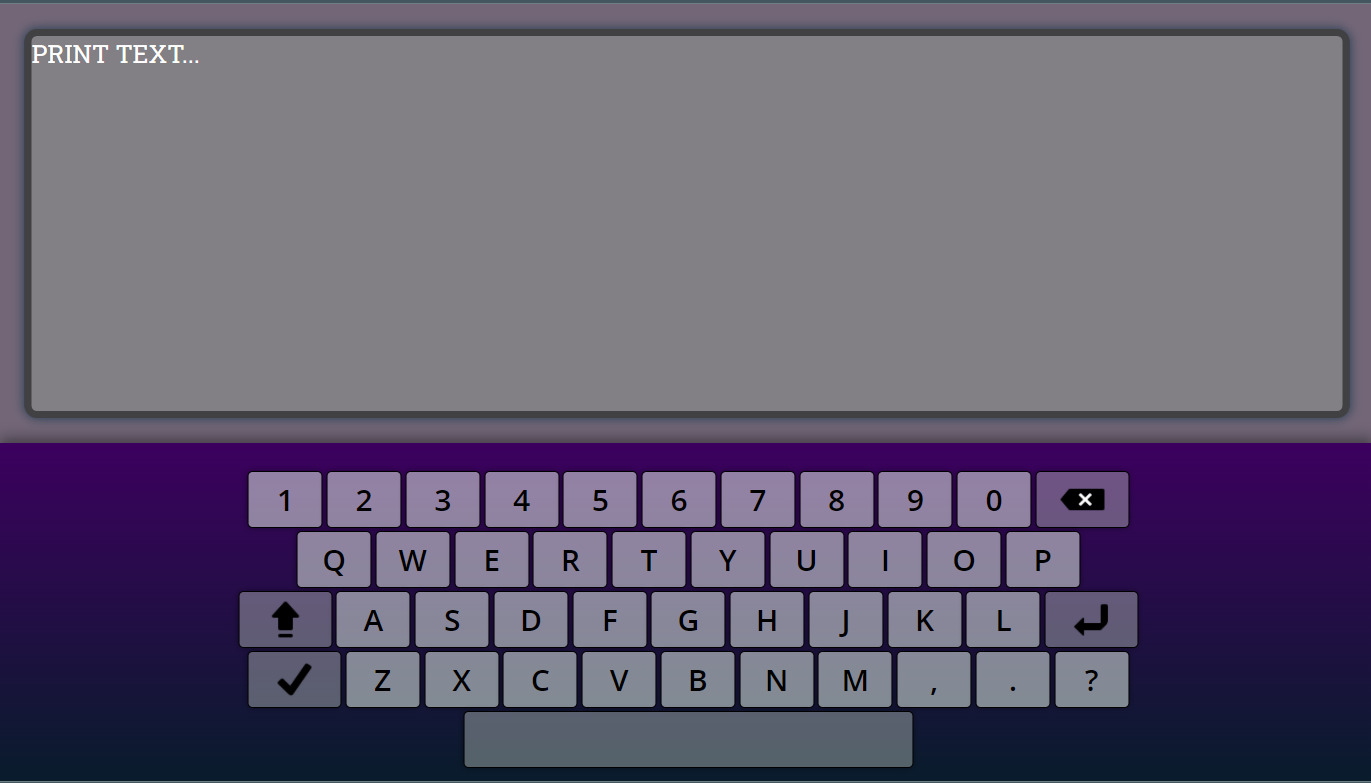 PRINT TEXT...
1 2 3 4 5 6 7 8 9 0
Q W E R T Y U I O P
A S D F G H J K L
Z X C V B N M , . ?